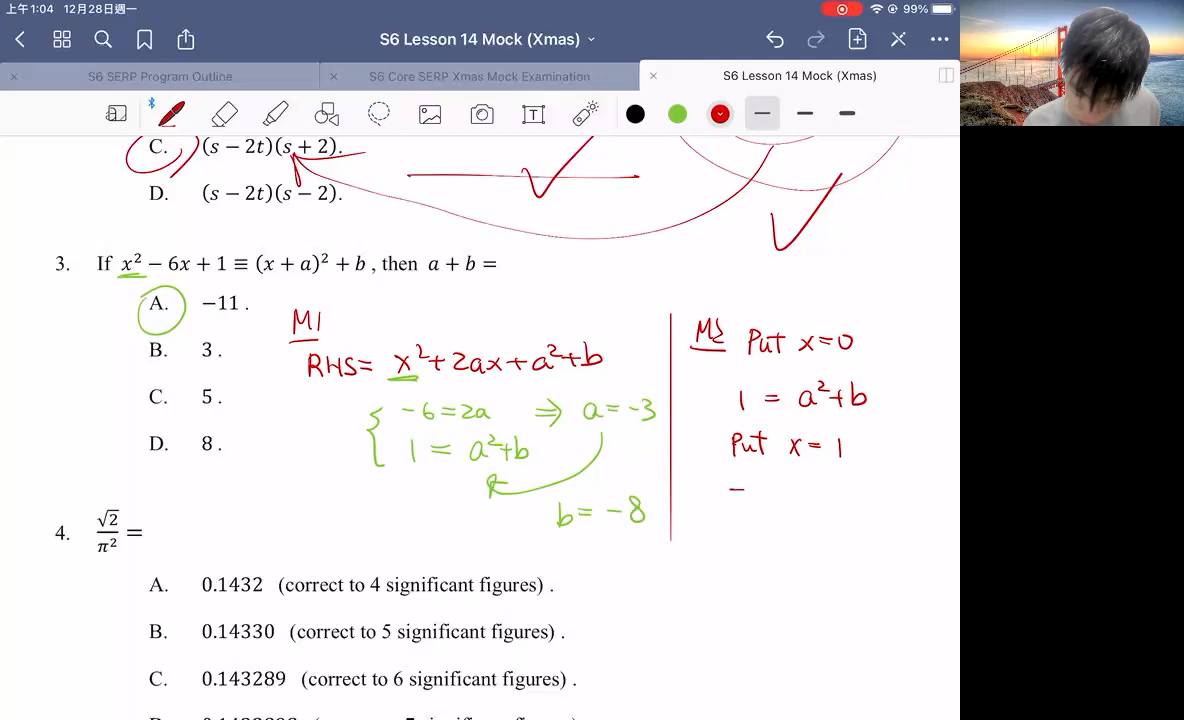 上午1:04 12月28日週一
99%
S6 Lesson 14 Mock (Xmas)
S6 SERP Program Outline
S6 Core SERP Xmas Mock Examination
S6 Lesson 14 Mock (Xmas)
C. (s − 2t)(s + 2).
D. (s − 2t)(s − 2).
3. If x² − 6x + 1 ≡ (x + a)² + b , then a + b =
A. −11 .
B. 3 .
C. 5 .
D. 8 .
M1
RHS= x²+2ax+a²+b
-6=2a ⇒ a=-3
1 = a²+b
b=-8
M2 Put x=0
1 = a²+b
Put x=1
−
4. √2/π² =
A. 0.1432 (correct to 4 significant figures) .
B. 0.14330 (correct to 5 significant figures) .
C. 0.143289 (correct to 6 significant figures) .